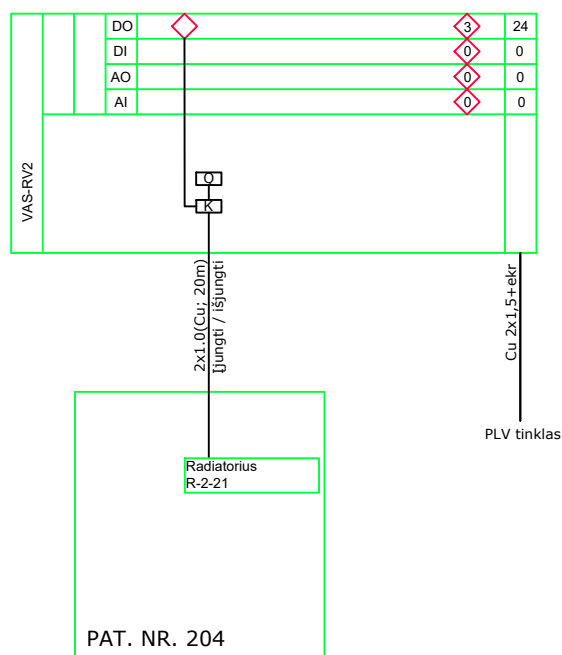 DO 3 24
DI 0 0
AO 0 0
AI 0 0
VAS-RV2
Q
K
2x1.0(Cu; 20m)
Įjungti / išjungti
Cu 2x1,5+ekr
PLV tinklas
Radiatorius
R-2-21
PAT. NR. 204